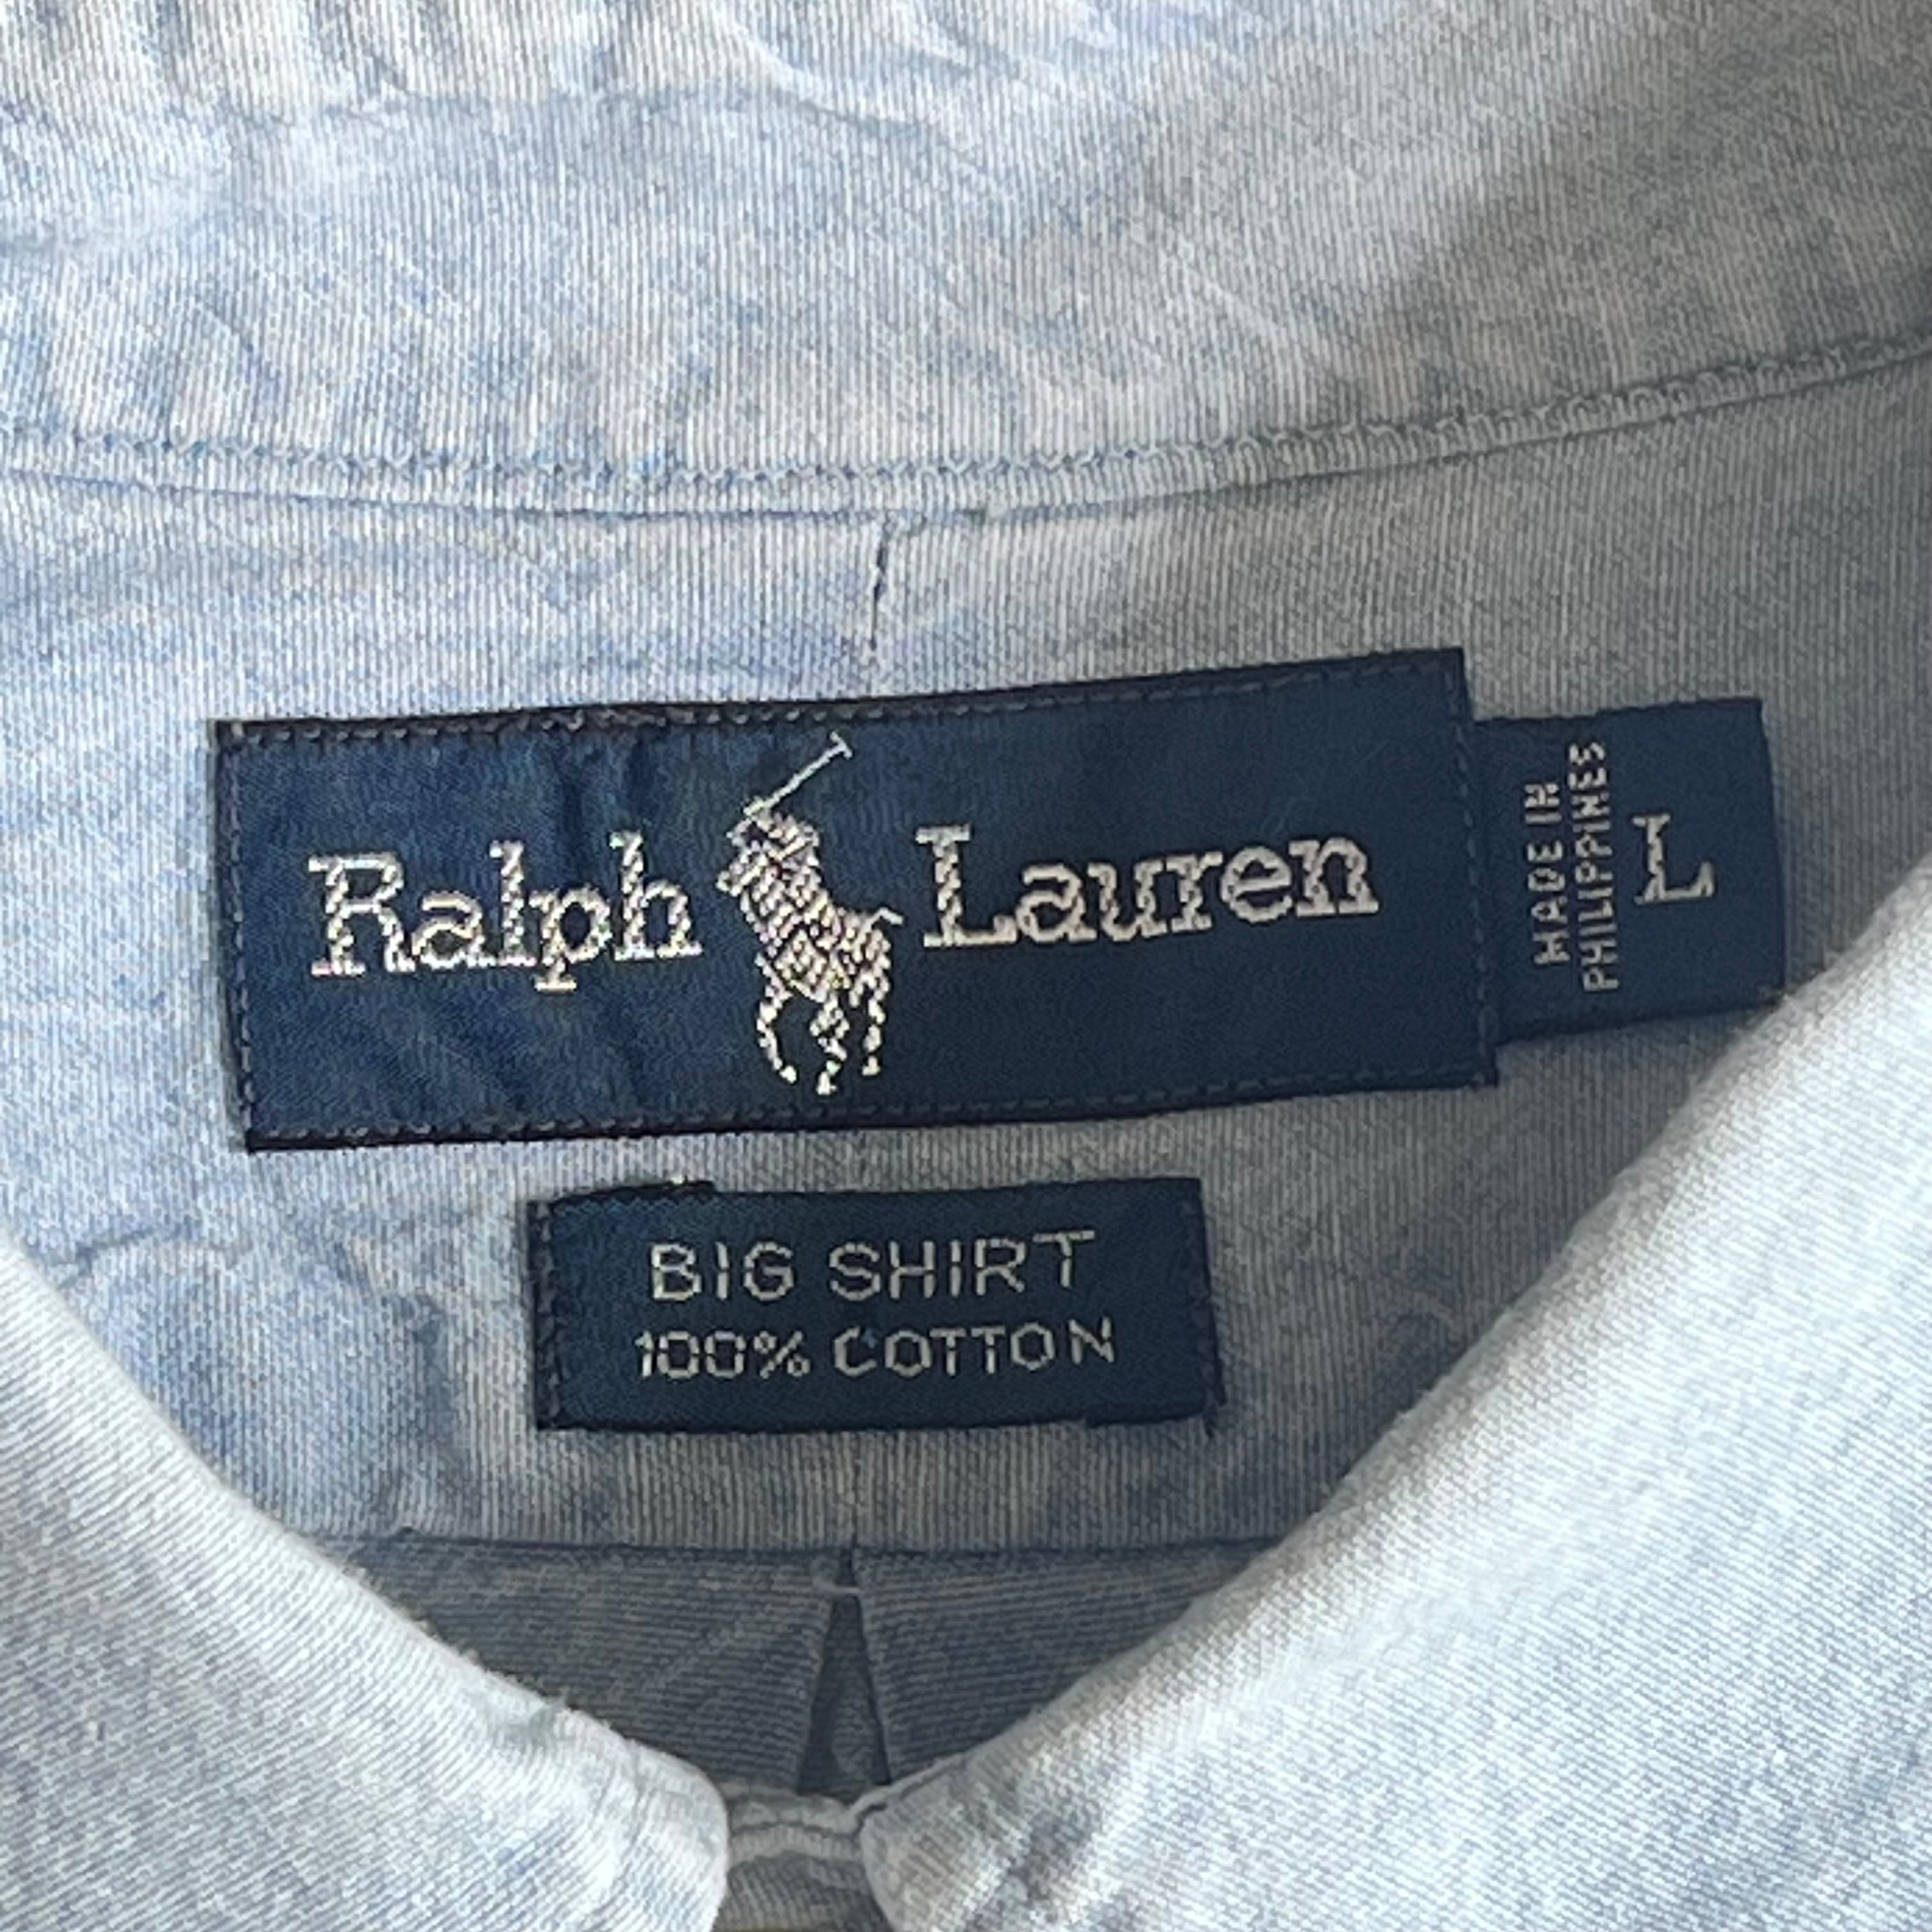 Ralph Lauren
MADE IN
PHILIPPINES
L
BIG SHIRT
100% COTTON